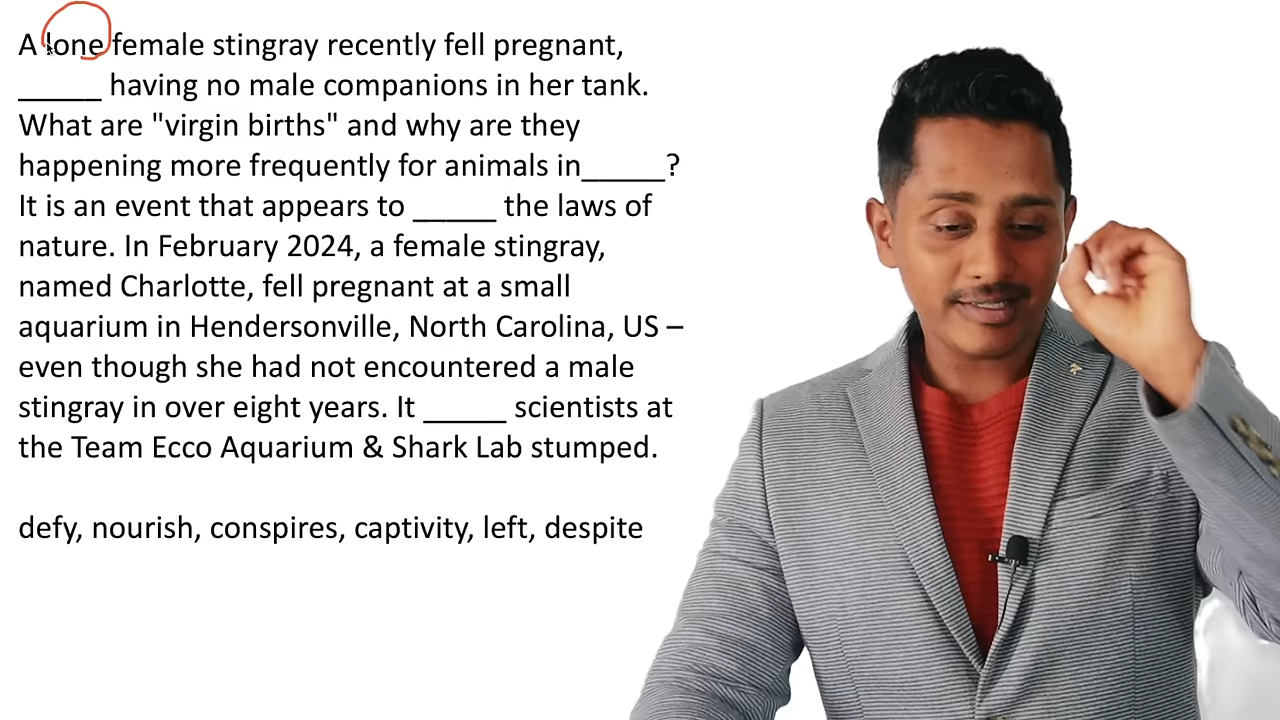 A lone female stingray recently fell pregnant,
_____ having no male companions in her tank.
What are "virgin births" and why are they
happening more frequently for animals in_____?
It is an event that appears to _____ the laws of
nature. In February 2024, a female stingray,
named Charlotte, fell pregnant at a small
aquarium in Hendersonville, North Carolina, US –
even though she had not encountered a male
stingray in over eight years. It _____ scientists at
the Team Ecco Aquarium & Shark Lab stumped.
defy, nourish, conspires, captivity, left, despite